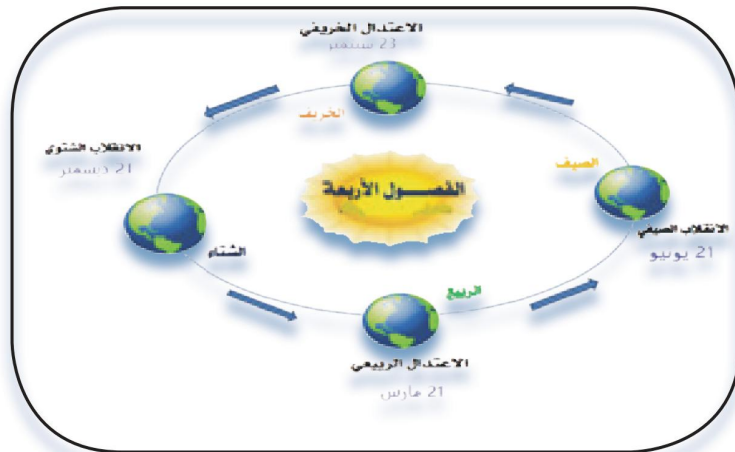 الاعتدال الخريفي
23 سبتمبر
الخريف
الانقلاب الشتوي
21 ديسمبر
الصيف
الفصول الأربعة
الانقلاب الصيفي
21 يونيو
الشتاء
الربيع
الاعتدال الربيعي
21 مارس